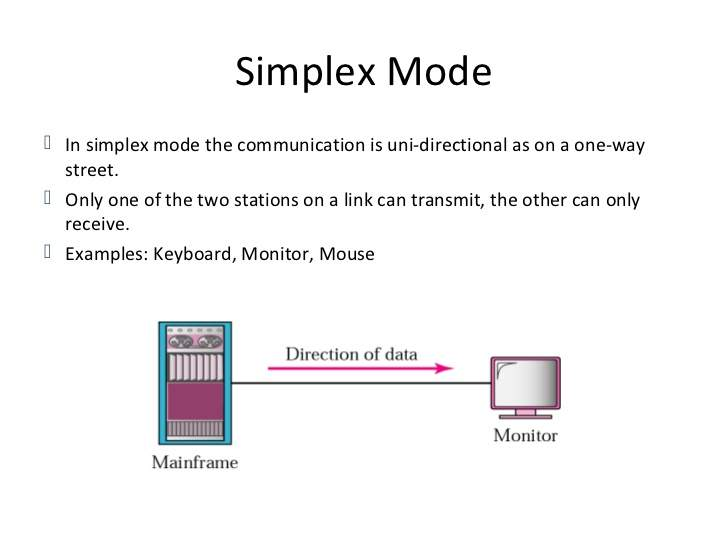 Simplex Mode
In simplex mode the communication is uni-directional as on a one-way
street.
Only one of the two stations on a link can transmit, the other can only
receive.
Examples: Keyboard, Monitor, Mouse
Direction of data
Monitor
Mainframe